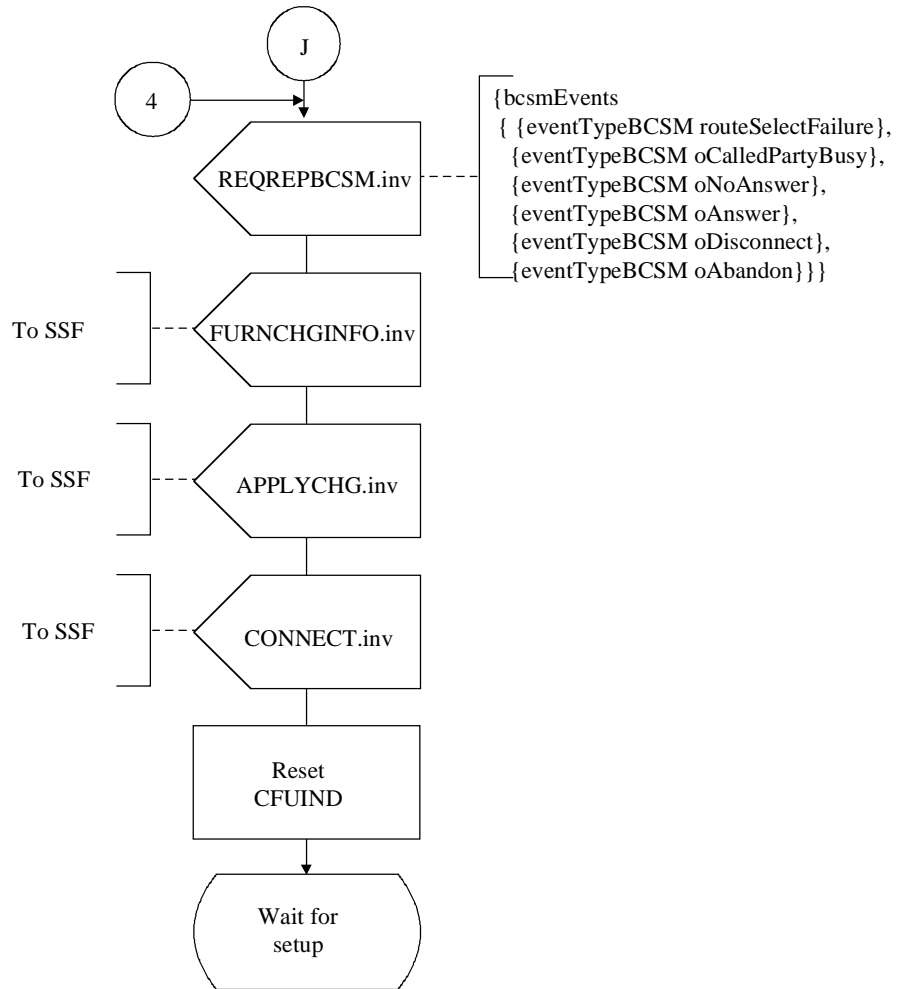 J
4
{bcsmEvents
{ {eventTypeBCSM routeSelectFailure},
{eventTypeBCSM oCalledPartyBusy},
{eventTypeBCSM oNoAnswer},
{eventTypeBCSM oAnswer},
{eventTypeBCSM oDisconnect},
{eventTypeBCSM oAbandon}}}
REQREPBCSM.inv
To SSF
FURNCHGINFO.inv
To SSF
APPLYCHG.inv
To SSF
CONNECT.inv
Reset
CFUIND
Wait for
setup